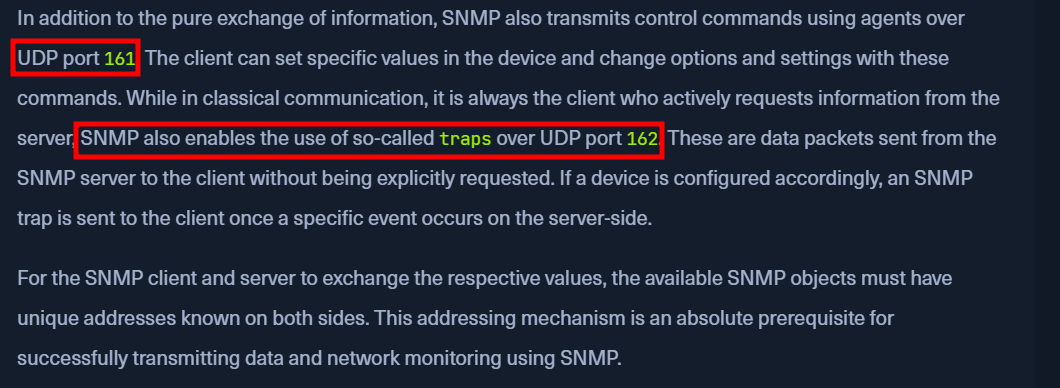 In addition to the pure exchange of information, SNMP also transmits control commands using agents over
UDP port 161. The client can set specific values in the device and change options and settings with these
commands. While in classical communication, it is always the client who actively requests information from the
server, SNMP also enables the use of so-called traps over UDP port 162. These are data packets sent from the
SNMP server to the client without being explicitly requested. If a device is configured accordingly, an SNMP
trap is sent to the client once a specific event occurs on the server-side.
For the SNMP client and server to exchange the respective values, the available SNMP objects must have
unique addresses known on both sides. This addressing mechanism is an absolute prerequisite for
successfully transmitting data and network monitoring using SNMP.